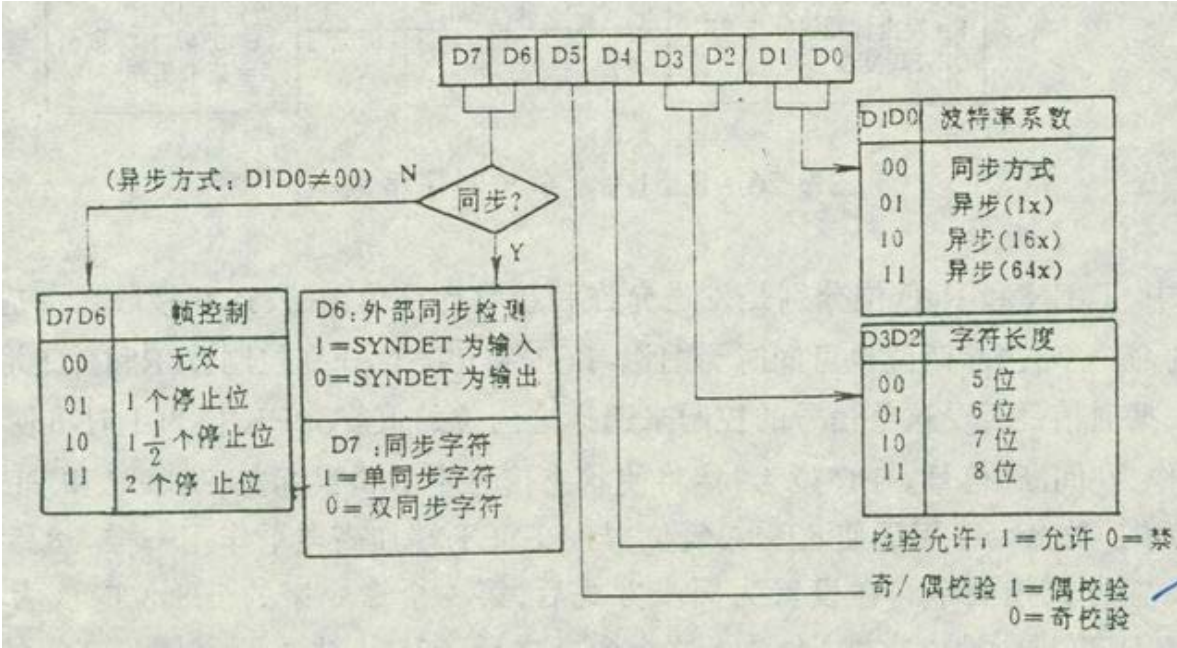 D7 D6 D5 D4 D3 D2 D1 D0
D1D0 波特率系数
00 同步方式
01 异步(1x)
10 异步(16x)
11 异步(64x)
(异步方式：D1D0≠00) N
同步？
Y
D7D6 帧控制
00 无效
01 1个停止位
10 1 1/2 个停止位
11 2个停止位
D6：外部同步检测
1＝SYNDET 为输入
0＝SYNDET 为输出
D7：同步字符
1＝单同步字符
0＝双同步字符
D3D2 字符长度
00 5位
01 6位
10 7位
11 8位
检验允许；1＝允许 0＝禁
奇/偶校验 1＝偶校验
0＝奇校验